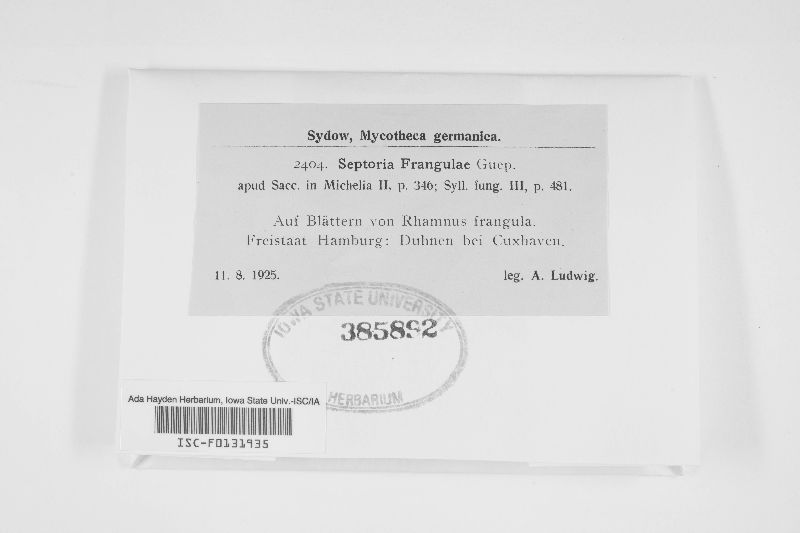 Sydow, Mycotheca germanica.
2404. Septoria Frangulae Guep.
apud Sacc. in Michelia II, p. 346; Syll. fung. III, p. 481.
Auf Blättern von Rhamnus frangula.
Freistaat Hamburg: Duhnen bei Cuxhaven.
11. 8. 1925. leg. A. Ludwig.
IOWA STATE UNIVERSITY
385892
HERBARIUM
Ada Hayden Herbarium, Iowa State Univ.-ISC/IA
ISC-F0131935